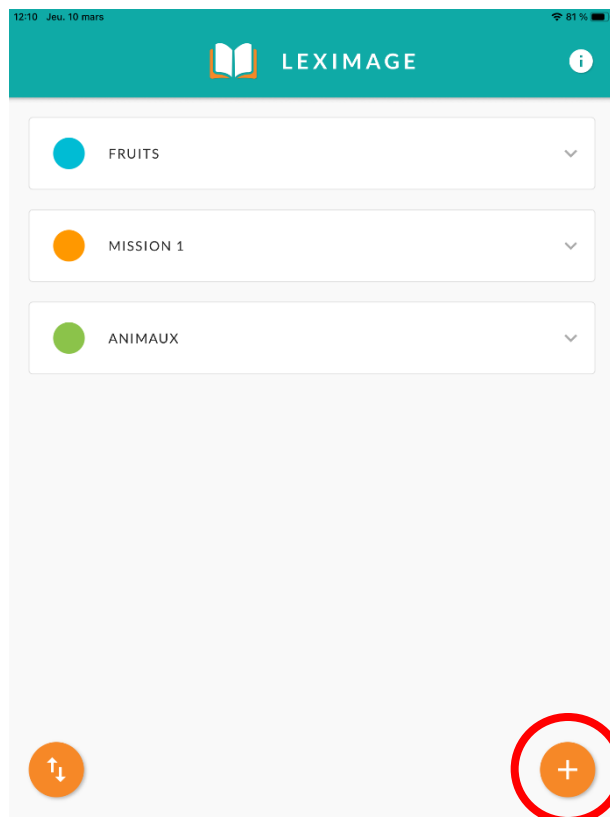 12:10 Jeu. 10 mars 81 %
LEXIMAGE
FRUITS
MISSION 1
ANIMAUX